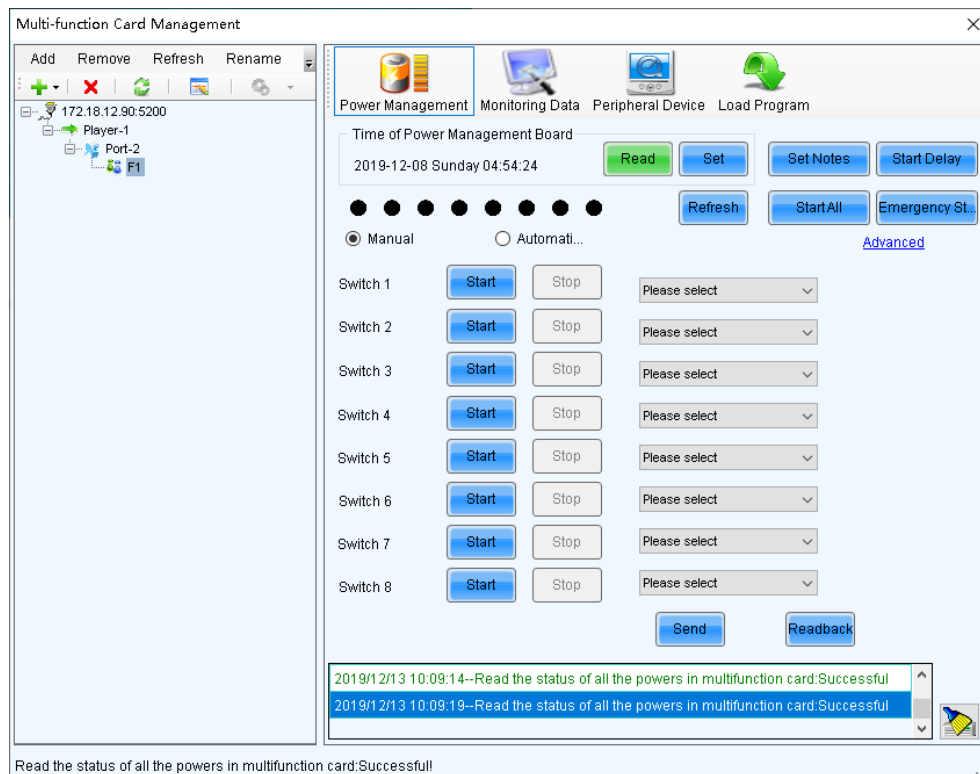 Multi-function Card Management
Add Remove Refresh Rename
172.18.12.90:5200
Player-1
Port-2
F1
Power Management Monitoring Data Peripheral Device Load Program
Time of Power Management Board
2019-12-08 Sunday 04:54:24 Read Set Set Notes Start Delay
Refresh Start All Emergency St...
Manual Automati... Advanced
Switch 1 Start Stop Please select
Switch 2 Start Stop Please select
Switch 3 Start Stop Please select
Switch 4 Start Stop Please select
Switch 5 Start Stop Please select
Switch 6 Start Stop Please select
Switch 7 Start Stop Please select
Switch 8 Start Stop Please select
Send Readback
2019/12/13 10:09:14--Read the status of all the powers in multifunction card:Successful
2019/12/13 10:09:19--Read the status of all the powers in multifunction card:Successful
Read the status of all the powers in multifunction card:Successful!